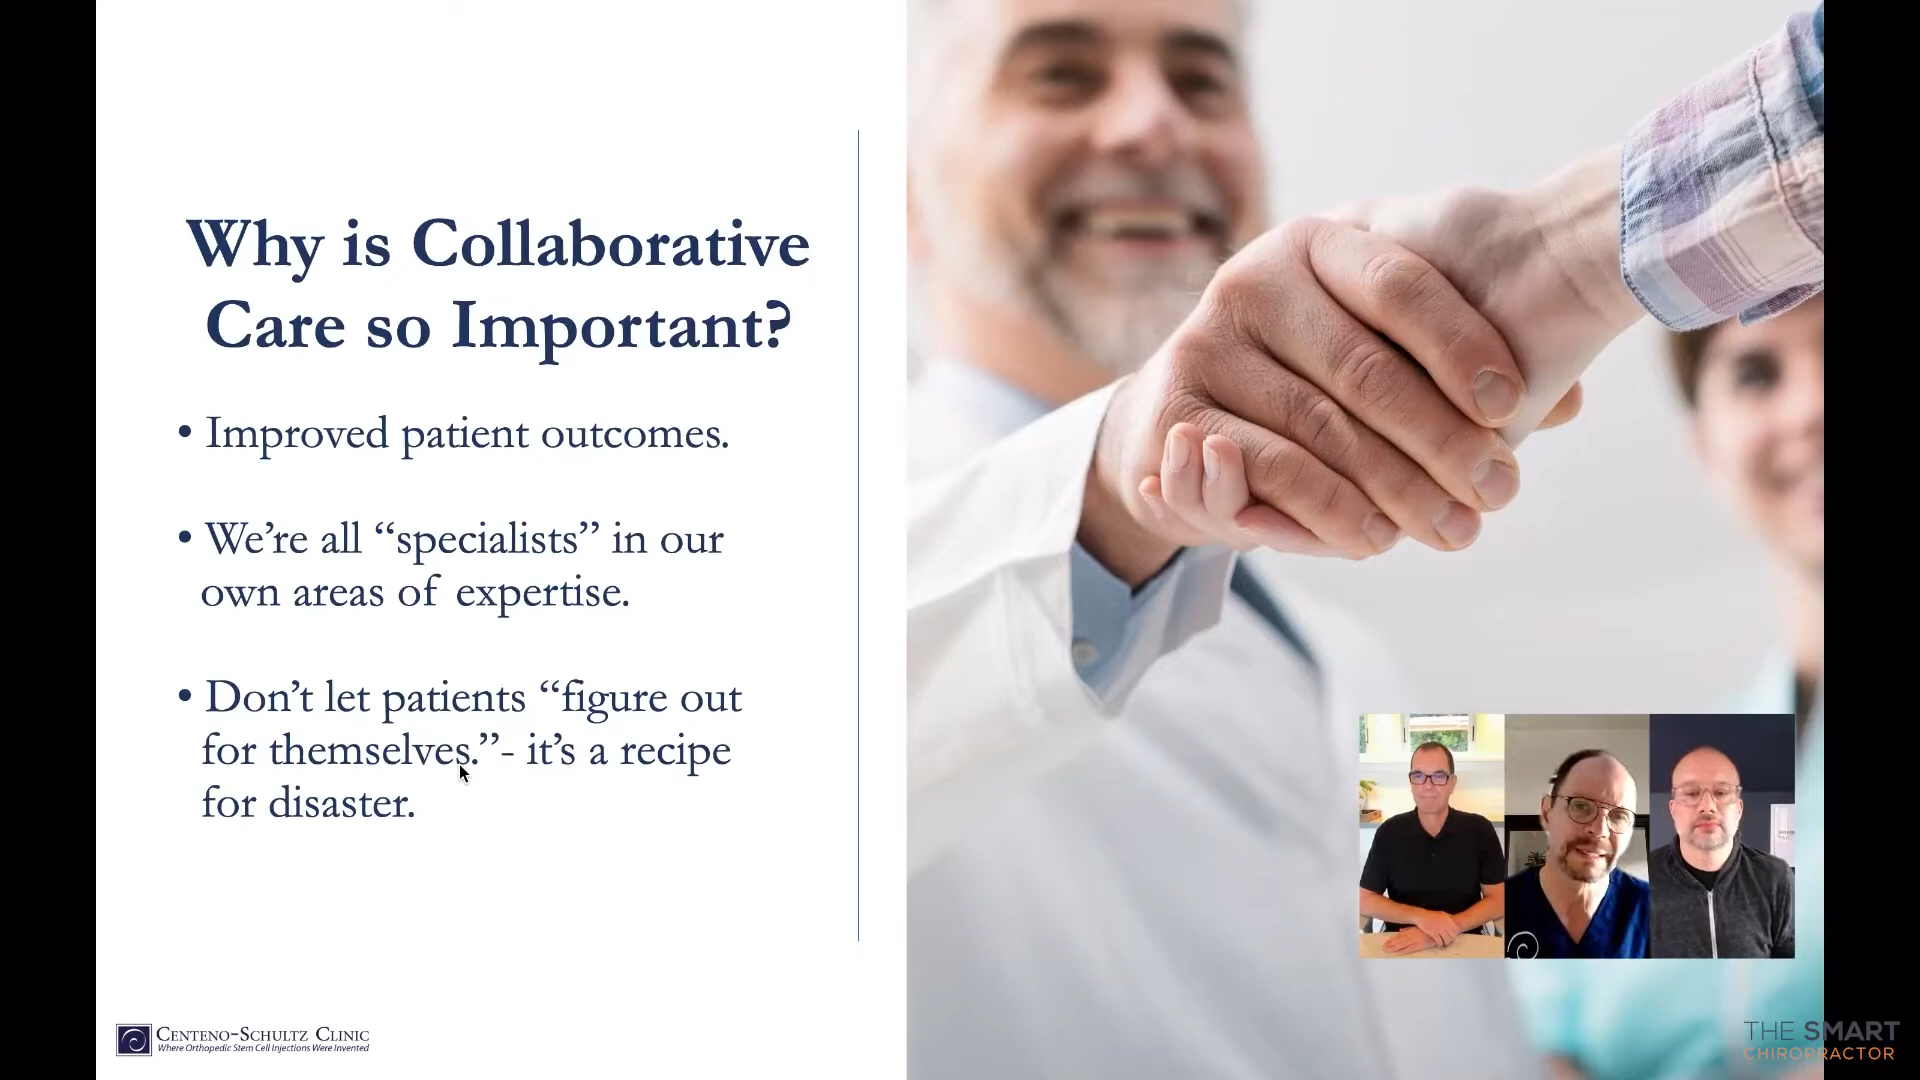 Why is Collaborative
Care so Important?
• Improved patient outcomes.
• We’re all “specialists” in our
own areas of expertise.
• Don’t let patients “figure out
for themselves.”- it’s a recipe
for disaster.
CENTENO-SCHULTZ CLINIC
Where Orthopedic Stem Cell Injections Were Invented
THE SMART
CHIROPRACTOR